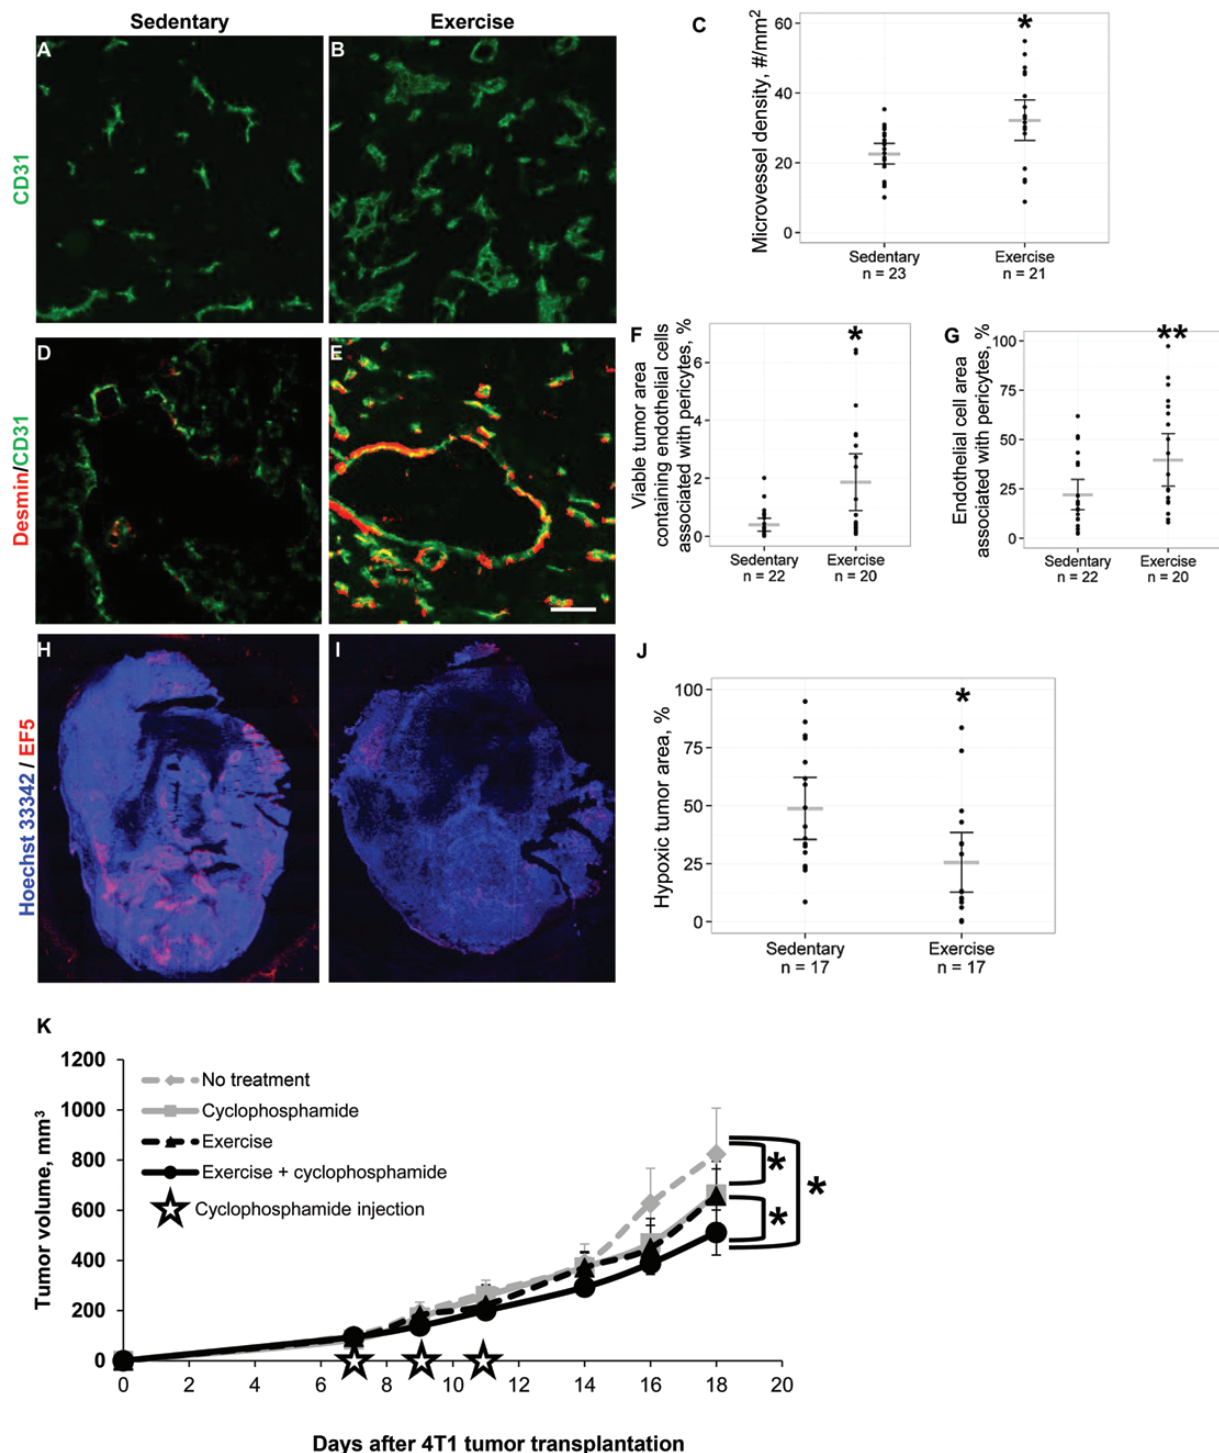 Sedentary
Exercise
A
B
CD31
C
60
40
20
0
Microvessel density, #/mm²
*
Sedentary
n = 23
Exercise
n = 21
D
E
Desmin/CD31
F
Viable tumor area
containing endothelial cells
associated with pericytes, %
6
4
2
0
*
Sedentary
n = 22
Exercise
n = 20
G
Endothelial cell area
associated with pericytes, %
100
75
50
25
0
**
Sedentary
n = 22
Exercise
n = 20
H
I
Hoechst 33342 / EF5
J
Hypoxic tumor area, %
100
75
50
25
0
*
Sedentary
n = 17
Exercise
n = 17
K
Tumor volume, mm³
1200
1000
800
600
400
200
0
No treatment
Cyclophosphamide
Exercise
Exercise + cyclophosphamide
Cyclophosphamide injection
*
*
*
0 2 4 6 8 10 12 14 16 18 20
Days after 4T1 tumor transplantation